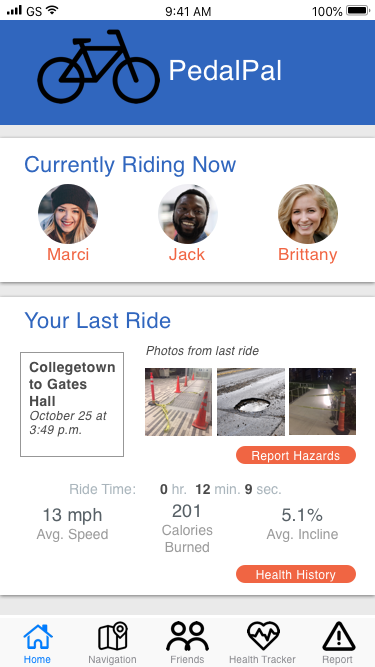 GS 9:41 AM 100%
PedalPal
Currently Riding Now
Marci Jack Brittany
Your Last Ride
Photos from last ride
Collegetown
to Gates
Hall
October 25 at
3:49 p.m.
Report Hazards
Ride Time: 0 hr. 12 min. 9 sec.
13 mph 201 5.1%
Avg. Speed Calories Avg. Incline
Burned
Health History
Home Navigation Friends Health Tracker Report